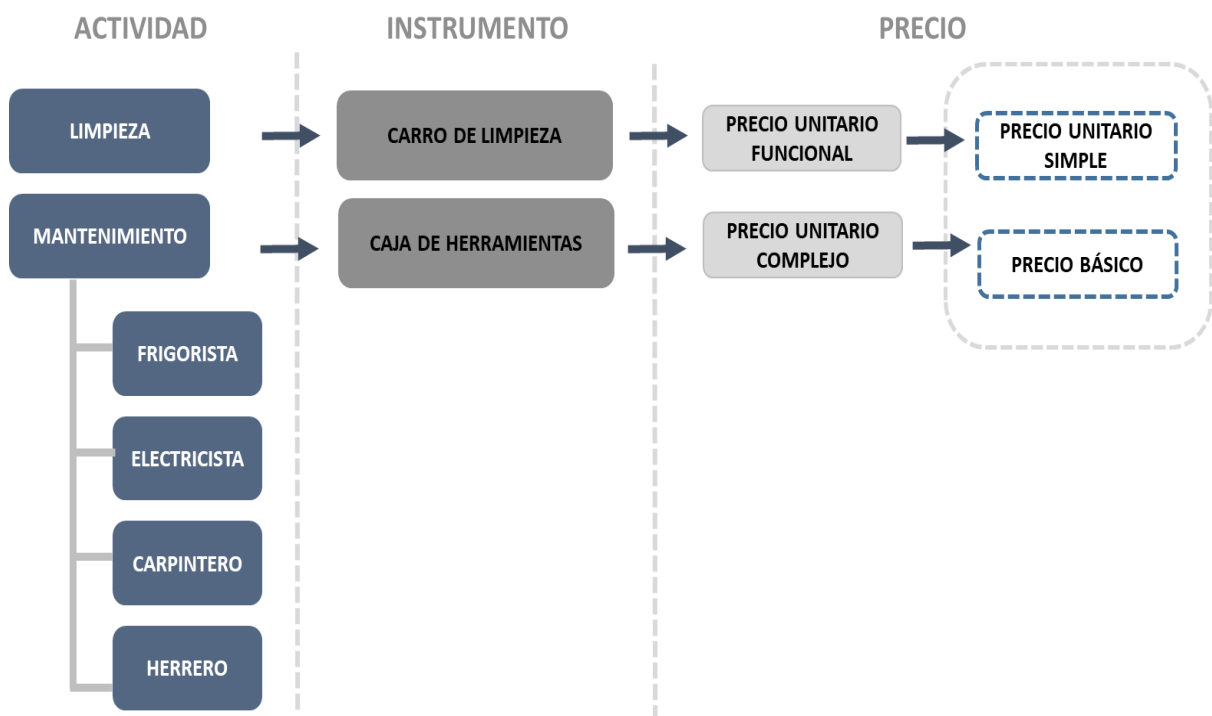 ACTIVIDAD
INSTRUMENTO
PRECIO
LIMPIEZA
CARRO DE LIMPIEZA
PRECIO UNITARIO
FUNCIONAL
PRECIO UNITARIO
SIMPLE
MANTENIMIENTO
CAJA DE HERRAMIENTAS
PRECIO UNITARIO
COMPLEJO
PRECIO BÁSICO
FRIGORISTA
ELECTRICISTA
CARPINTERO
HERRERO